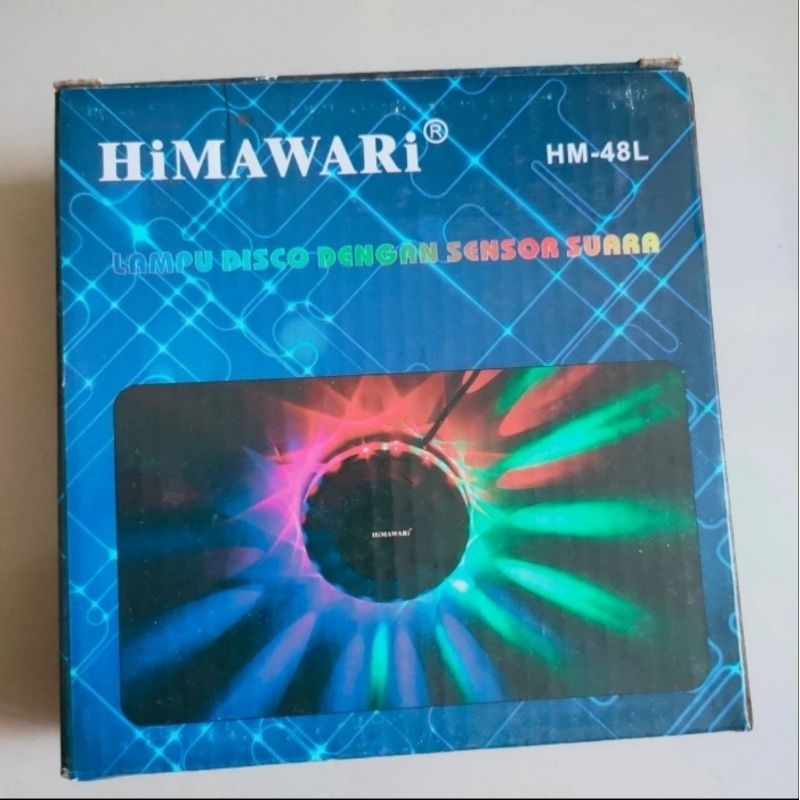 HiMAWARi®
HM-48L
LAMPU DISCO DENGAN SENSOR SUARA
HiMAWARi®